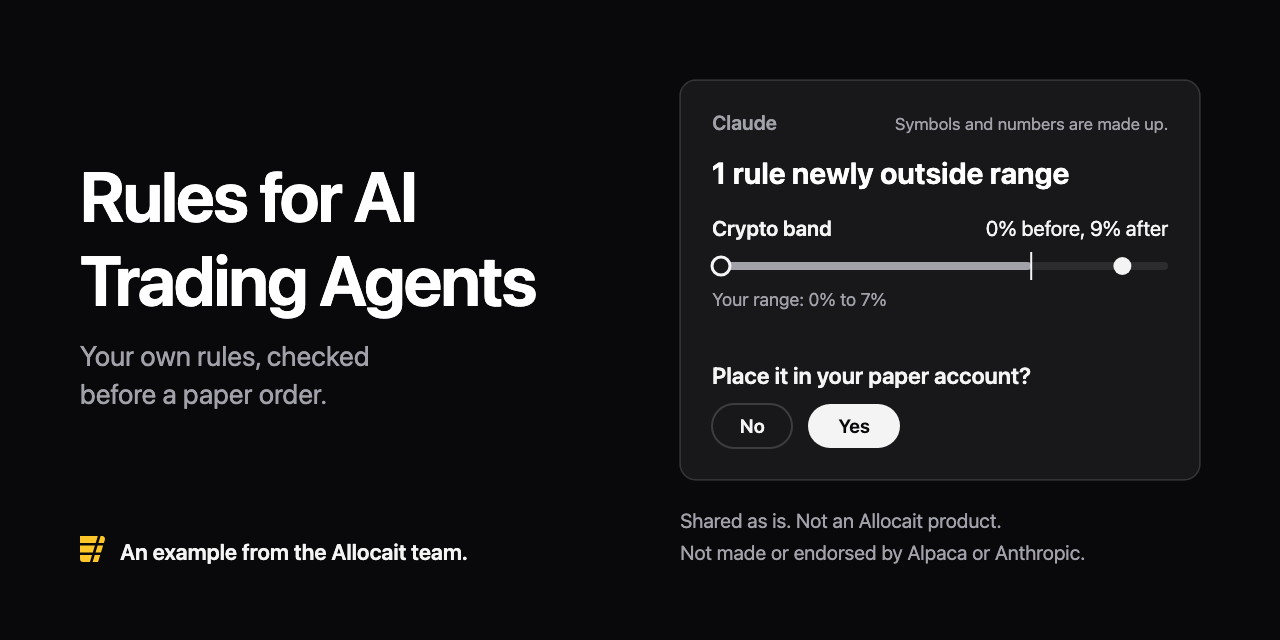 Rules for AI
Trading Agents
Your own rules, checked
before a paper order.
An example from the Allocait team.
Claude
Symbols and numbers are made up.
1 rule newly outside range
Crypto band
0% before, 9% after
Your range: 0% to 7%
Place it in your paper account?
No
Yes
Shared as is. Not an Allocait product.
Not made or endorsed by Alpaca or Anthropic.